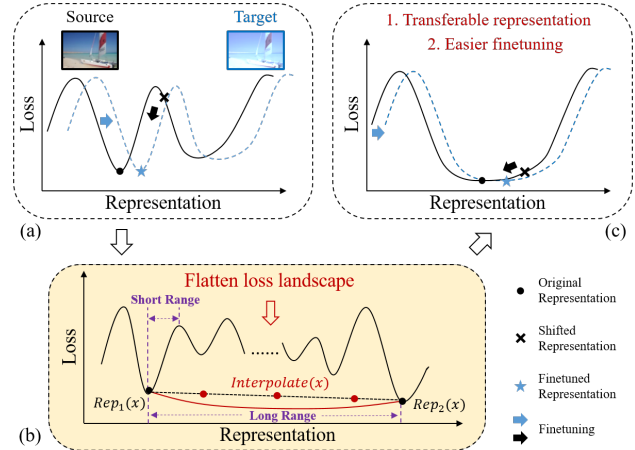 Source
Target
Loss
Representation
(a)
1. Transferable representation
2. Easier finetuning
Loss
Representation
(c)
Flatten loss landscape
Short Range
Loss
......
Interpolate(x)
Rep₁(x)
Rep₂(x)
Long Range
(b)
Representation
Original
Representation
Shifted
Representation
Finetuned
Representation
Finetuning